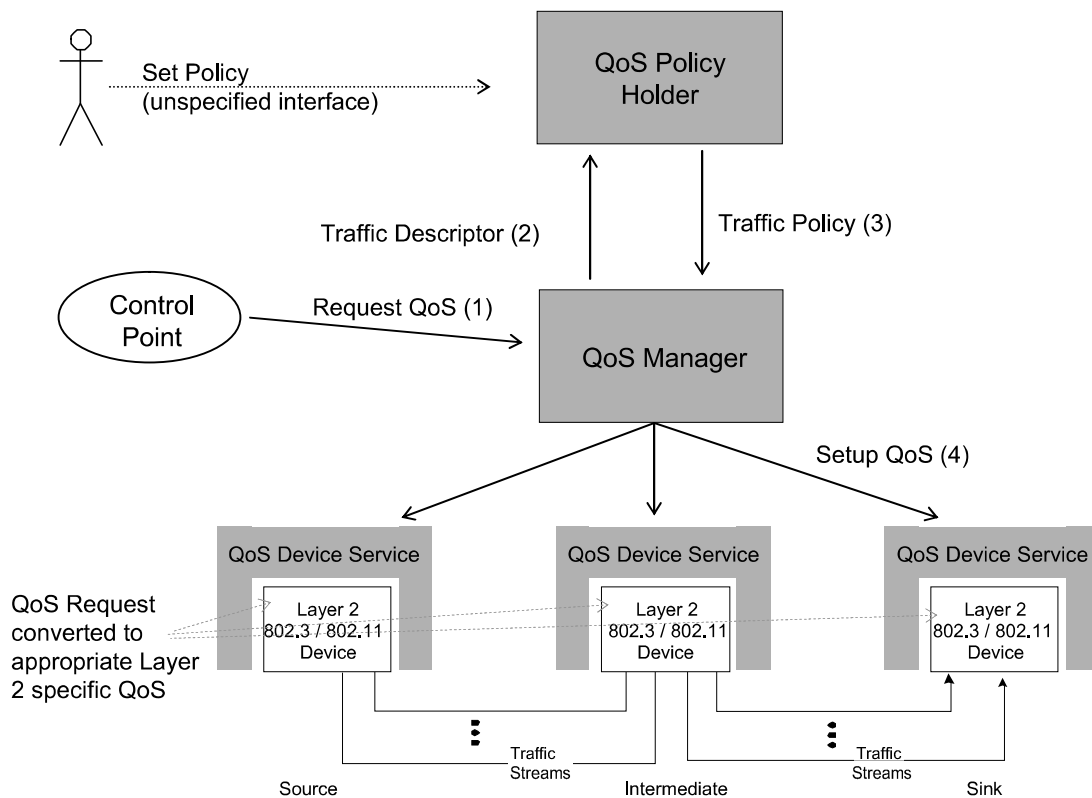 QoS Policy
Holder
Set Policy
(unspecified interface)
Traffic Descriptor (2)
Traffic Policy (3)
Control
Point
Request QoS (1)
QoS Manager
Setup QoS (4)
QoS Device Service
QoS Device Service
QoS Device Service
QoS Request
converted to
appropriate Layer
2 specific QoS
Layer 2
802.3 / 802.11
Device
Layer 2
802.3 / 802.11
Device
Layer 2
802.3 / 802.11
Device
Traffic
Streams
Traffic
Streams
Source
Intermediate
Sink